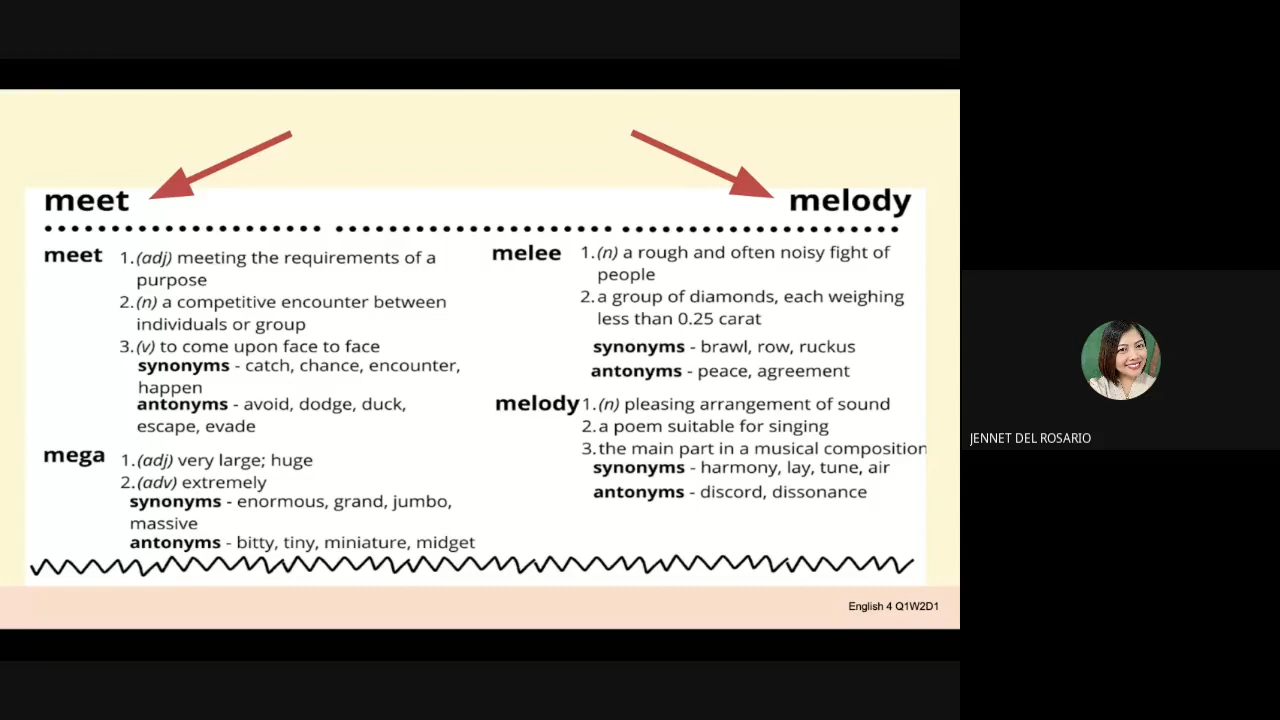 meet melody
meet 1.(adj) meeting the requirements of a
purpose
2.(n) a competitive encounter between
individuals or group
3.(v) to come upon face to face
synonyms - catch, chance, encounter,
happen
antonyms - avoid, dodge, duck,
escape, evade
mega 1.(adj) very large; huge
2.(adv) extremely
synonyms - enormous, grand, jumbo,
massive
antonyms - bitty, tiny, miniature, midget
melee 1.(n) a rough and often noisy fight of
people
2.a group of diamonds, each weighing
less than 0.25 carat
synonyms - brawl, row, ruckus
antonyms - peace, agreement
melody 1.(n) pleasing arrangement of sound
2.a poem suitable for singing
3.the main part in a musical composition
synonyms - harmony, lay, tune, air
antonyms - discord, dissonance
English 4 Q1W2D1
JENNET DEL ROSARIO